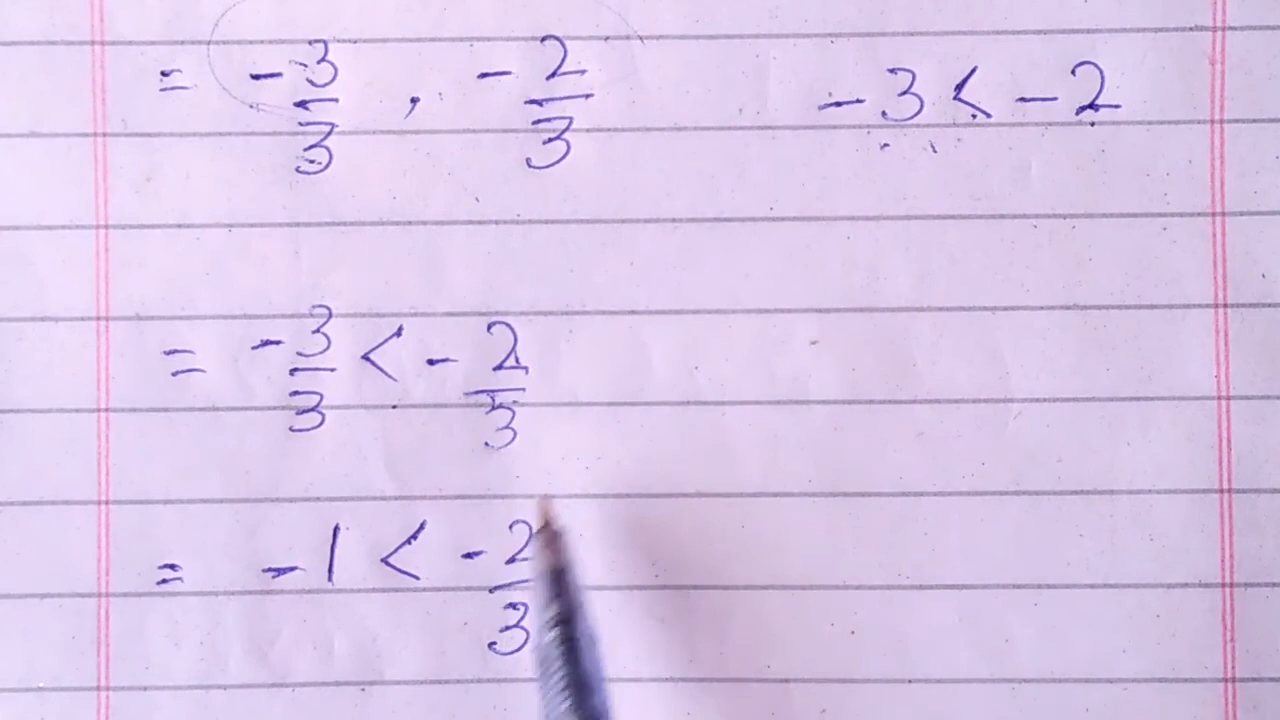 = -3/3 , -2/3 -3 < -2
= -3/3 < -2/3
= -1 < -2/3